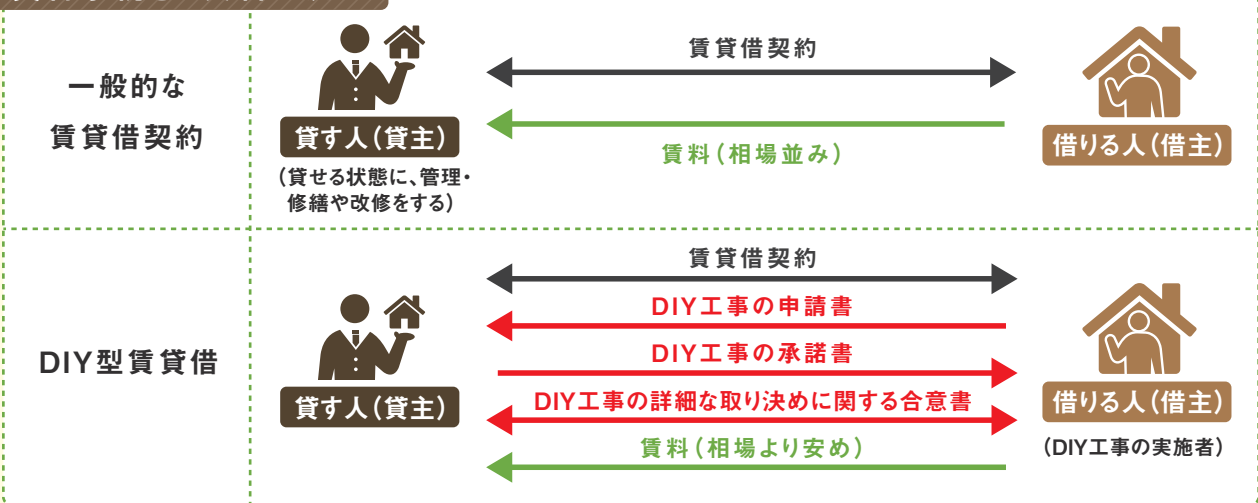 一般的な
賃貸借契約
貸す人(貸主)
(貸せる状態に、管理・
修繕や改修をする)
賃貸借契約
賃料(相場並み)
借りる人(借主)
DIY型賃貸借
貸す人(貸主)
賃貸借契約
DIY工事の申請書
DIY工事の承諾書
DIY工事の詳細な取り決めに関する合意書
賃料(相場より安め)
借りる人(借主)
(DIY工事の実施者)